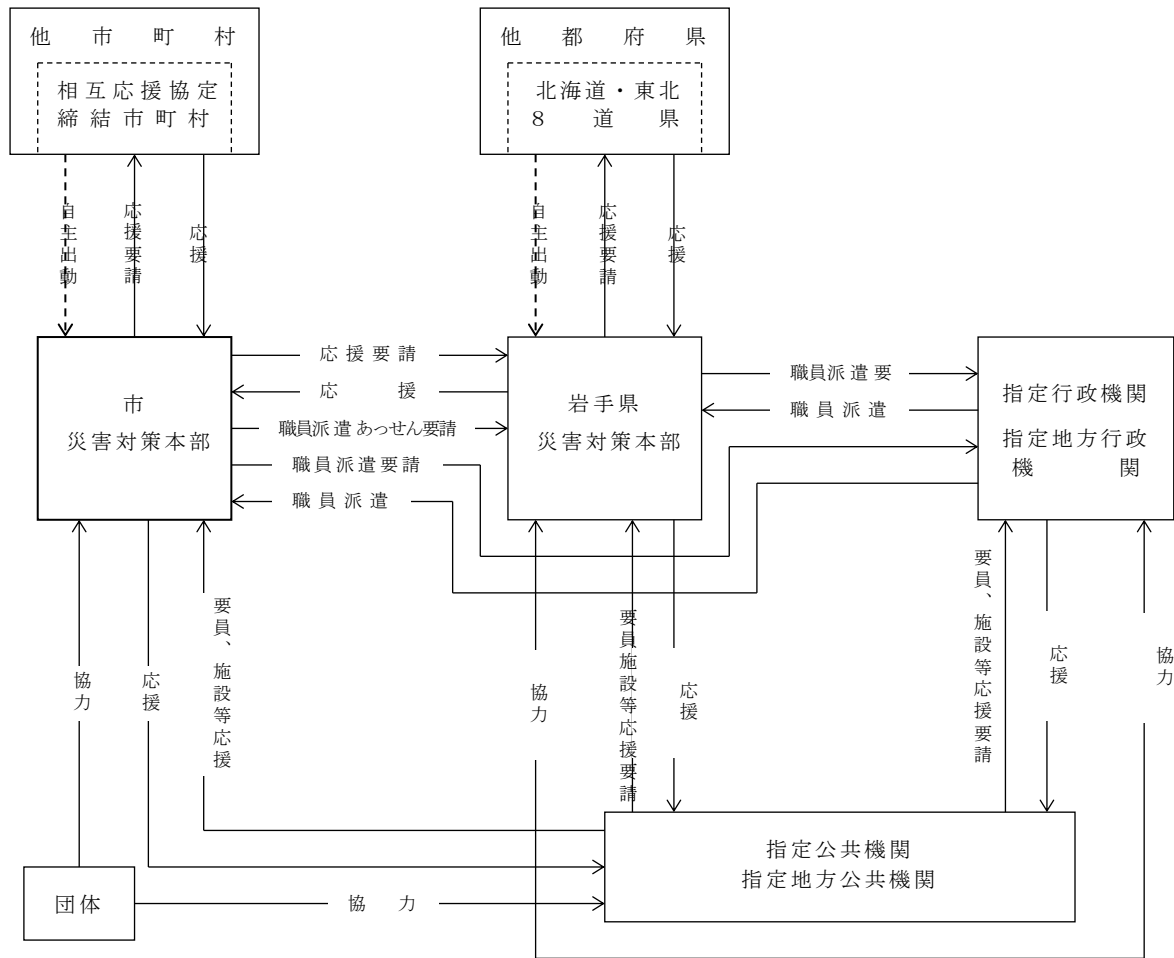 他市町村
相互応援協定
締結市町村
他都府県
北海道・東北
8道県
自主出動
応援要請
応援
自主出動
応援要請
応援
市
災害対策本部
応援要請
応援
職員派遣あっせん要請
職員派遣要請
職員派遣
岩手県
災害対策本部
職員派遣要
職員派遣
指定行政機関
指定地方行政
機関
協力
応援
要員、施設等応援
協力
要員施設等応援要請
応援
要員、施設等応援要請
応援
協力
指定公共機関
指定地方公共機関
団体
協力